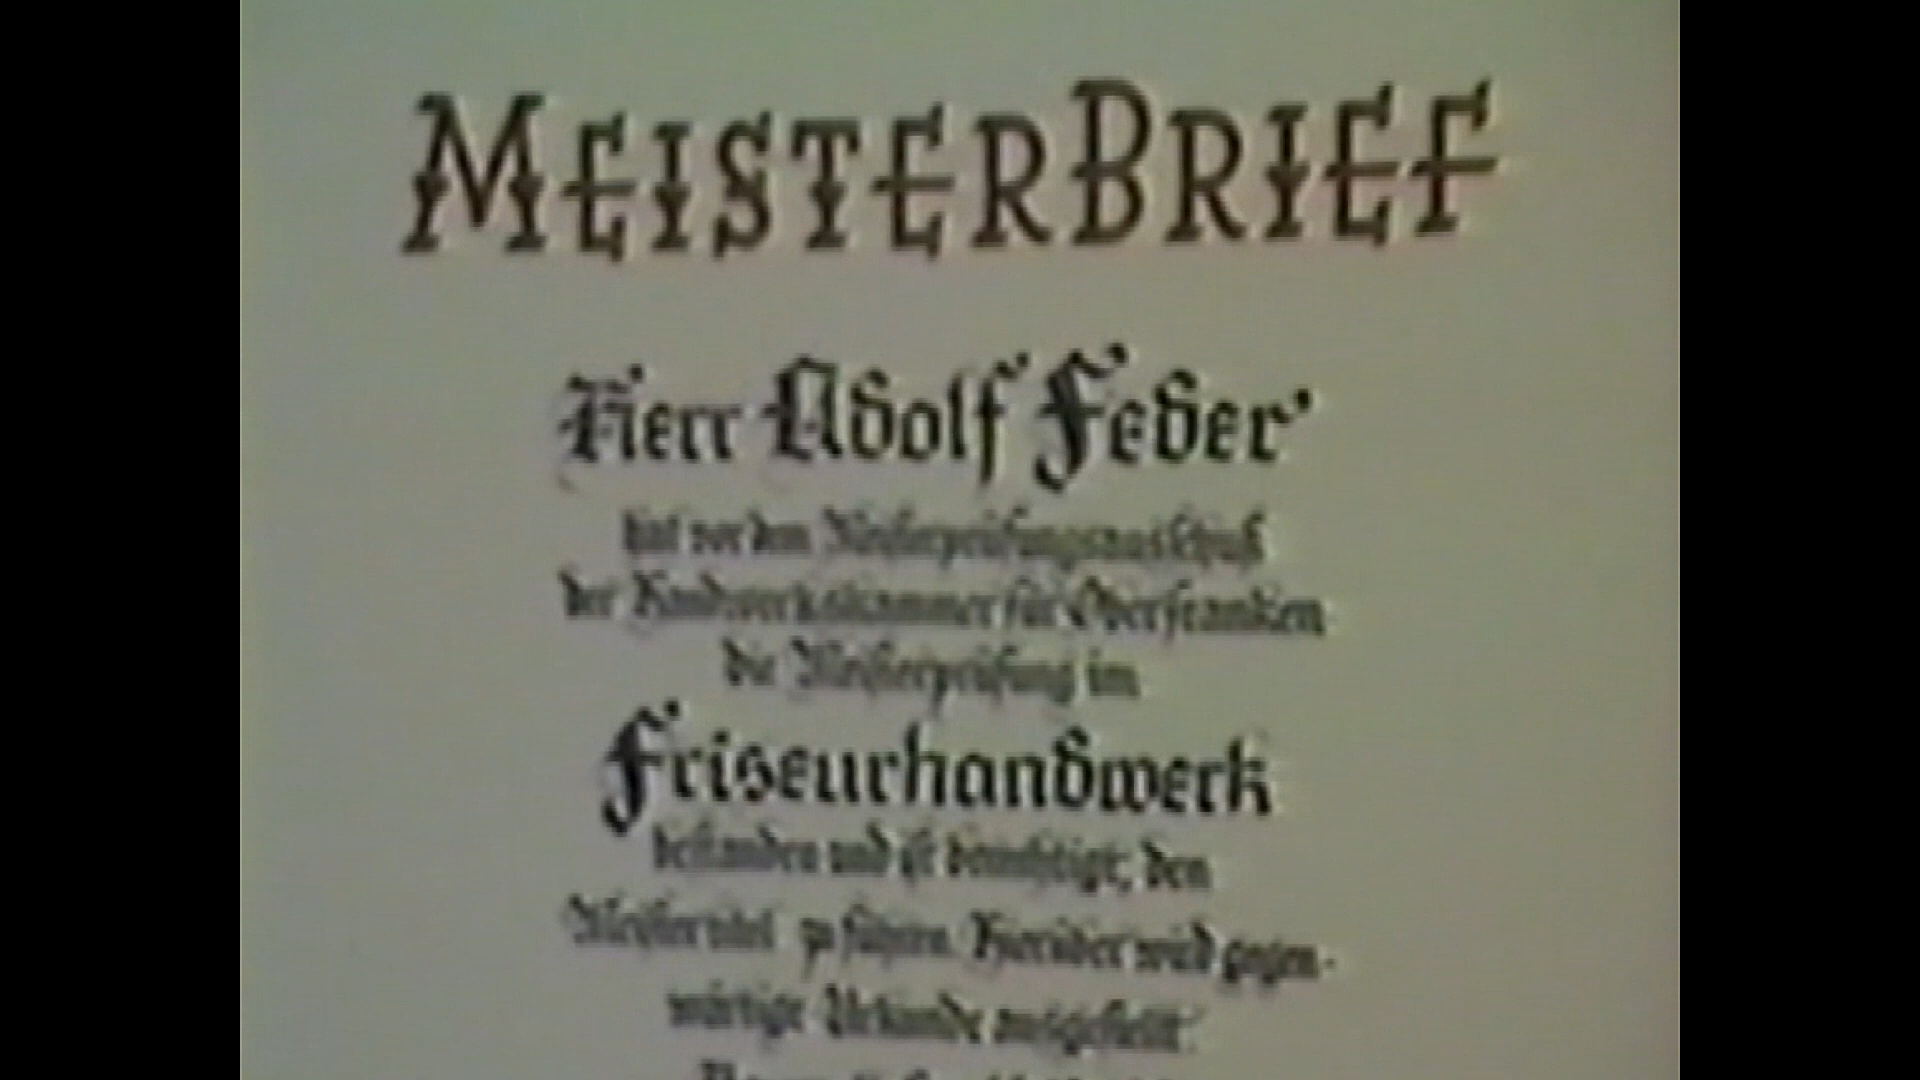 MEISTERBRIEF
Herr Adolf Feder
hat vor dem Meisterprüfungsausschuß
der Handwerkskammer für Oberfranken
die Meisterprüfung im
Friseurhandwerk
bestanden und ist berechtigt, den
Meistertitel zu führen. Hierüber wird gegen-
wärtige Urkunde ausgestellt.